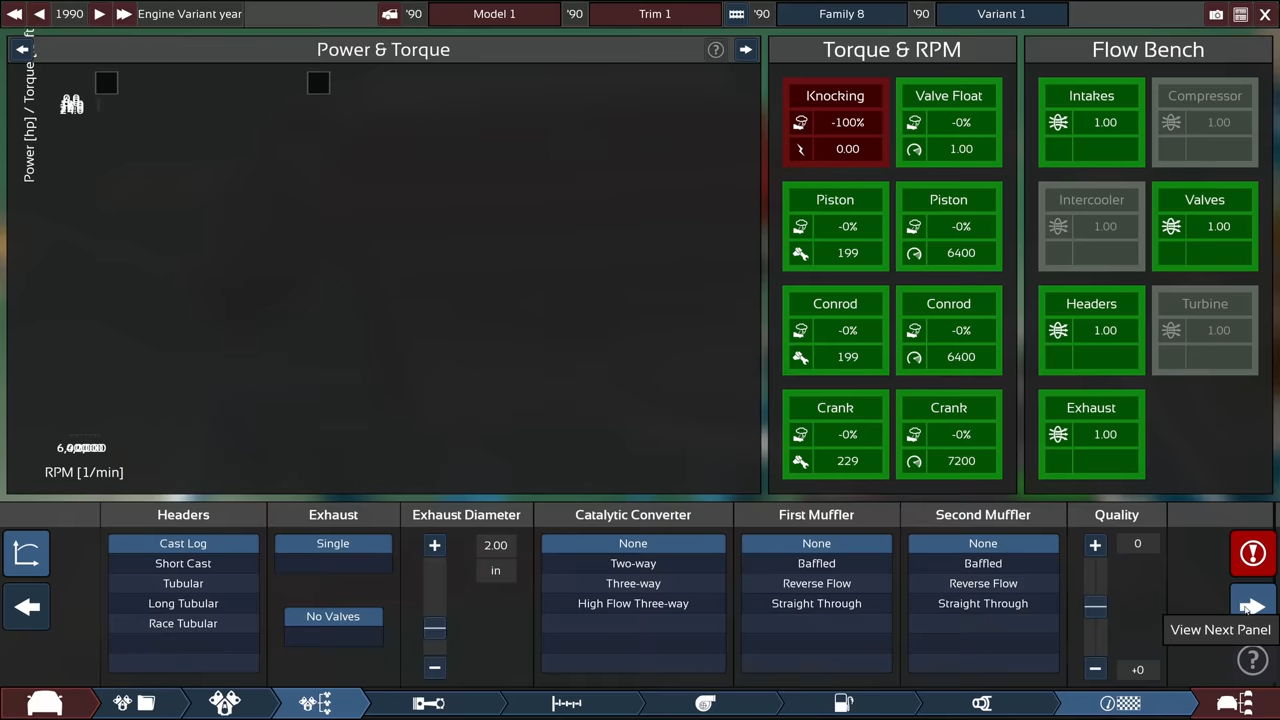 1990 Engine Variant year '90 Model 1 '90 Trim 1 '90 Family 8 '90 Variant 1
Power & Torque
Power [hp] / Torque
24.0
RPM [1/min]
Torque & RPM
Knocking
-100%
0.00
Valve Float
-0%
1.00
Piston
-0%
199
Piston
-0%
6400
Conrod
-0%
199
Conrod
-0%
6400
Crank
-0%
229
Crank
-0%
7200
Flow Bench
Intakes
1.00
Compressor
1.00
Intercooler
1.00
Valves
1.00
Headers
1.00
Turbine
1.00
Exhaust
1.00
Headers
Cast Log
Short Cast
Tubular
Long Tubular
Race Tubular
Exhaust
Single
No Valves
Exhaust Diameter
2.00
in
Catalytic Converter
None
Two-way
Three-way
High Flow Three-way
First Muffler
None
Baffled
Reverse Flow
Straight Through
Second Muffler
None
Baffled
Reverse Flow
Straight Through
Quality
0
+0
View Next Panel